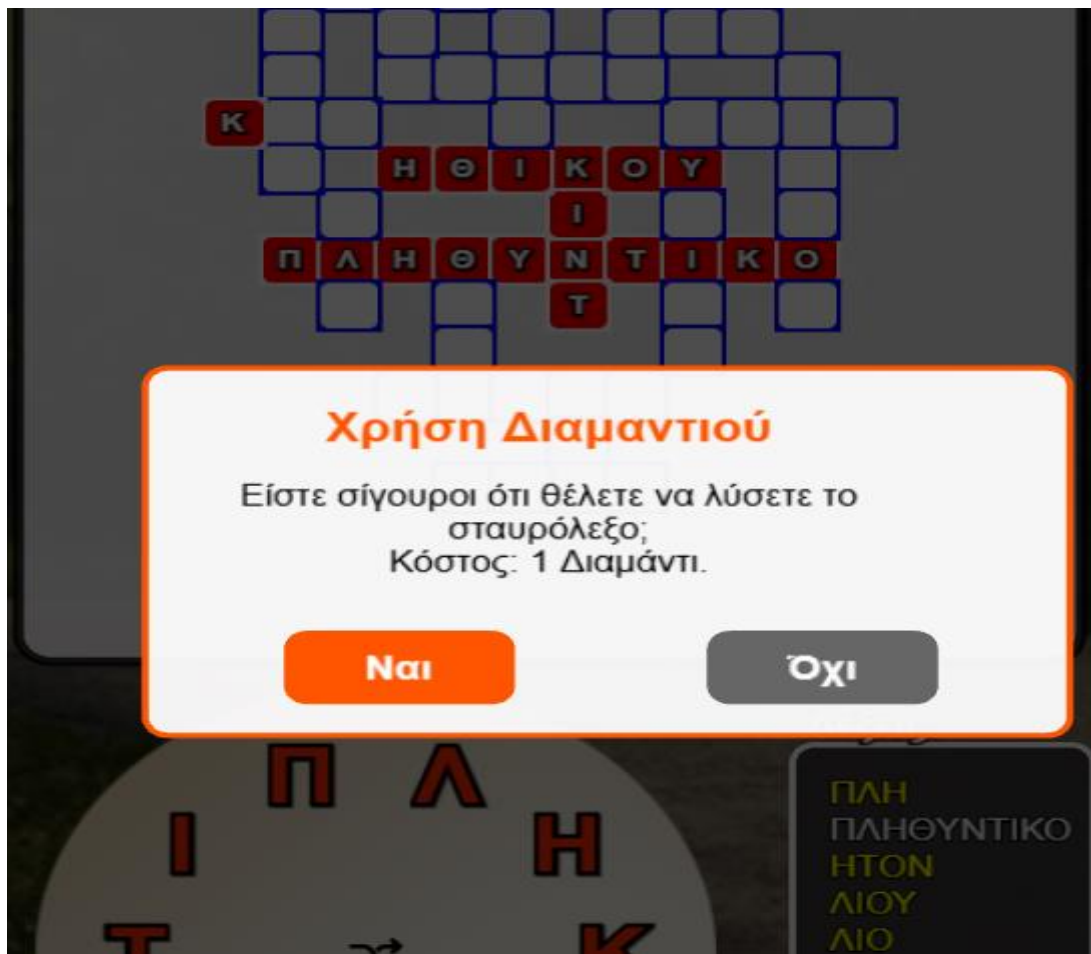 Κ
ΗΘΙΚΟΥ
Ι
ΠΛΗΘΥΝΤΙΚΟ
Τ
Χρήση Διαμαντιού
Είστε σίγουροι ότι θέλετε να λύσετε το
σταυρόλεξο;
Κόστος: 1 Διαμάντι.
Ναι Όχι
Π Λ
Ι Η
Τ Κ
ΠΛΗ
ΠΛΗΘΥΝΤΙΚΟ
ΗΤΟΝ
ΛΙΟΥ
ΛΙΟ